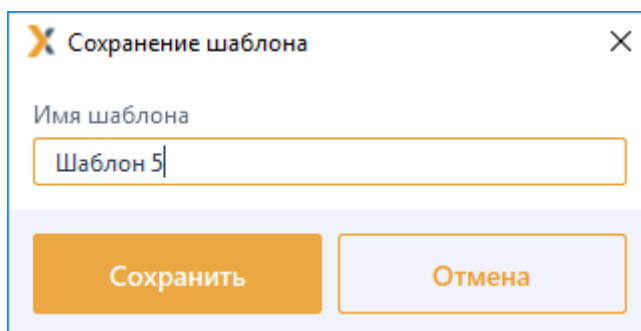 Сохранение шаблона
Имя шаблона
Шаблон 5
Сохранить
Отмена